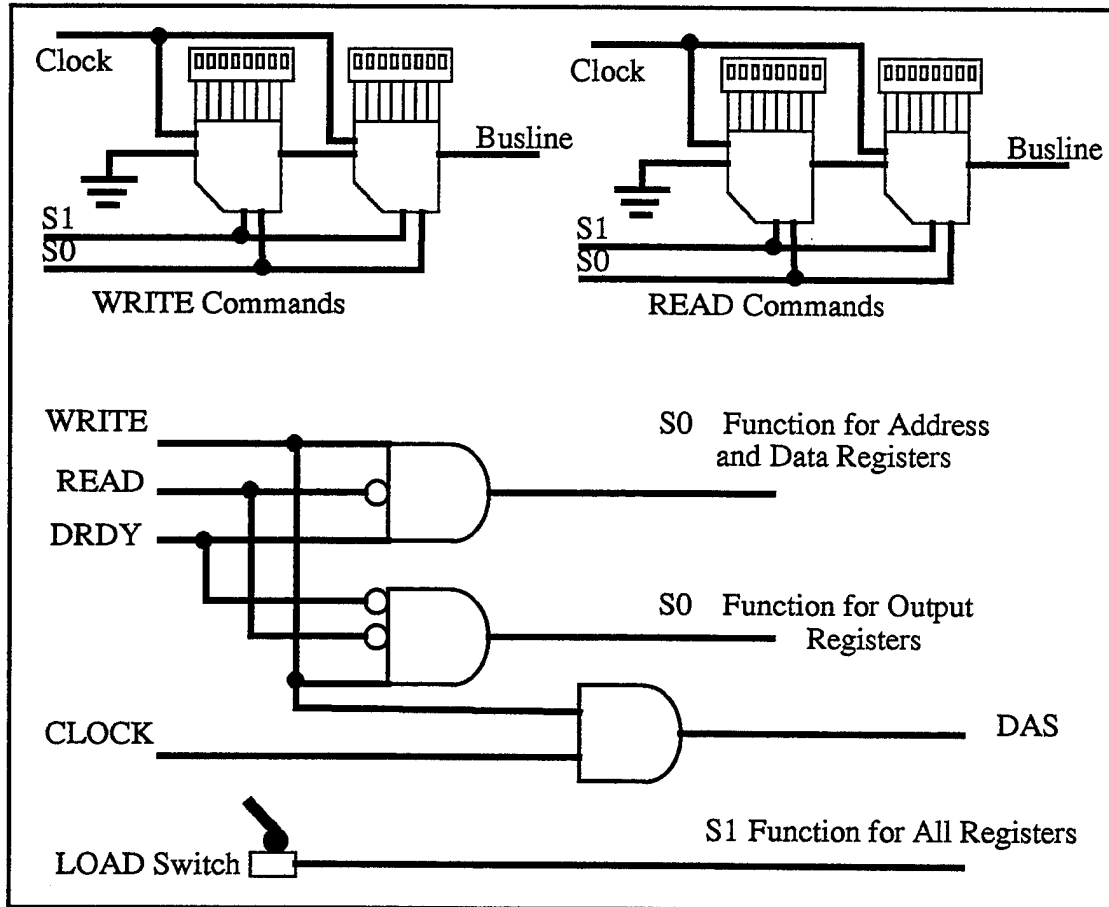 Clock
Busline
S1
S0
WRITE Commands
Clock
Busline
S1
S0
READ Commands
WRITE
READ
DRDY
CLOCK
S0 Function for Address
and Data Registers
S0 Function for Output
Registers
DAS
LOAD Switch
S1 Function for All Registers